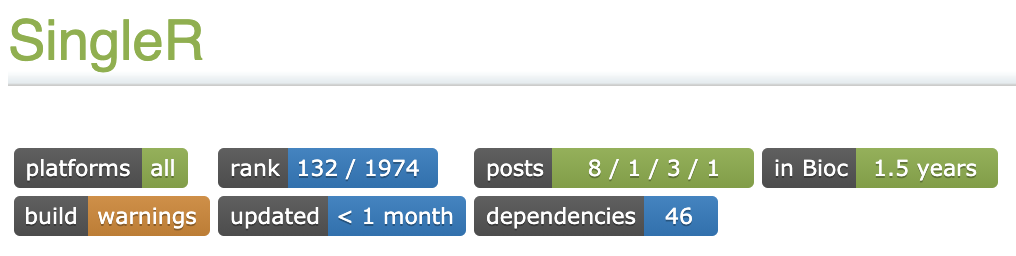 SingleR
platforms all rank 132 / 1974 posts 8 / 1 / 3 / 1 in Bioc 1.5 years
build warnings updated < 1 month dependencies 46